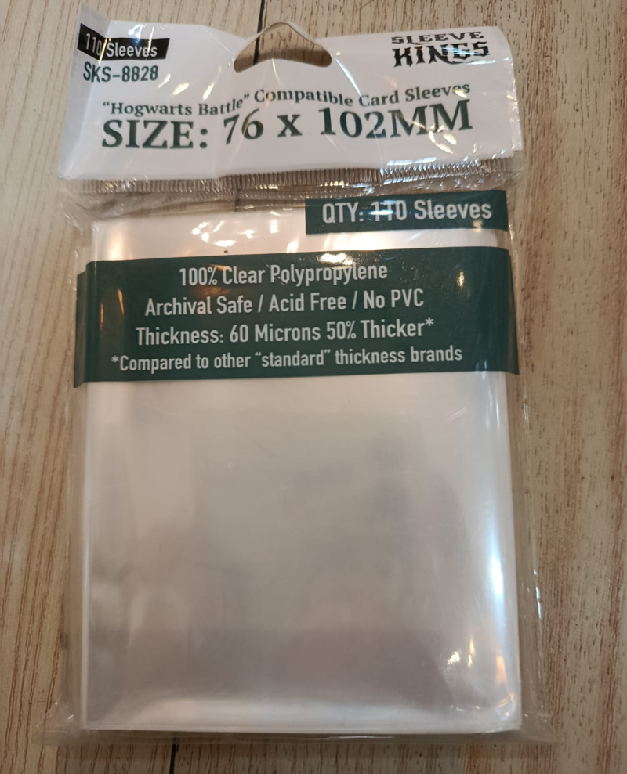 110 Sleeves
SKS-8828
SLEEVE
KINGS
"Hogwarts Battle" Compatible Card Sleeves
SIZE: 76 x 102MM
QTY: 110 Sleeves
100% Clear Polypropylene
Archival Safe / Acid Free / No PVC
Thickness: 60 Microns 50% Thicker*
*Compared to other "standard" thickness brands